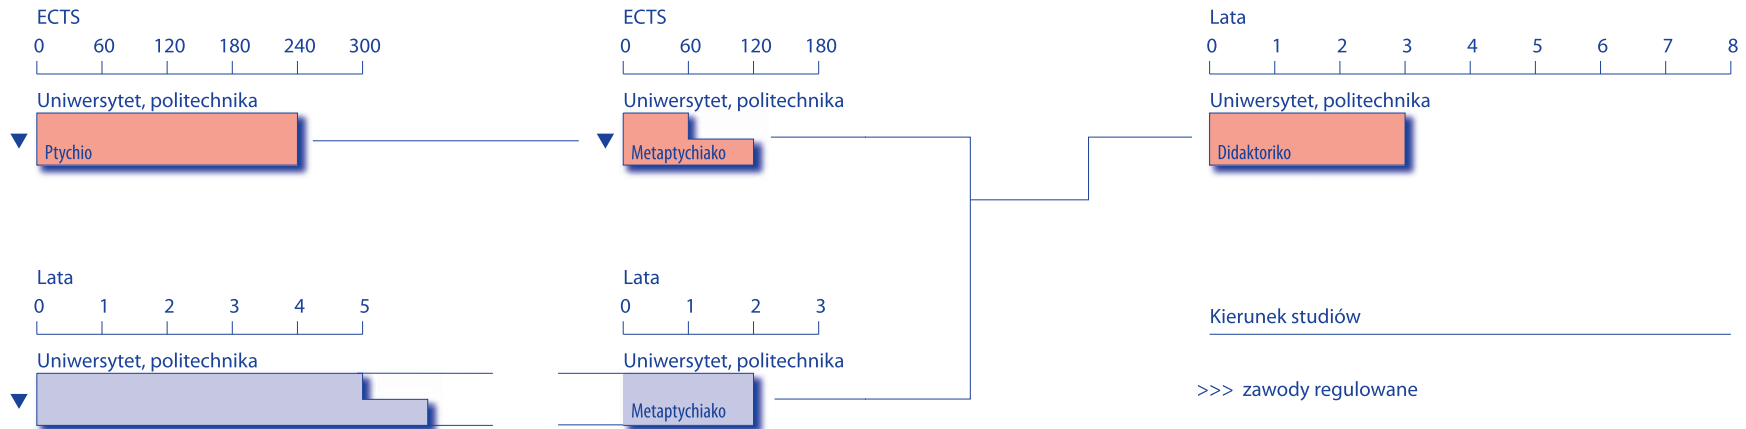 ECTS
0 60 120 180 240 300
Uniwersytet, politechnika
Ptychio
ECTS
0 60 120 180
Uniwersytet, politechnika
Metaptychiako
Lata
0 1 2 3 4 5 6 7 8
Uniwersytet, politechnika
Didaktoriko
Lata
0 1 2 3 4 5
Uniwersytet, politechnika
Lata
0 1 2 3
Uniwersytet, politechnika
Metaptychiako
Kierunek studiów
>>> zawody regulowane